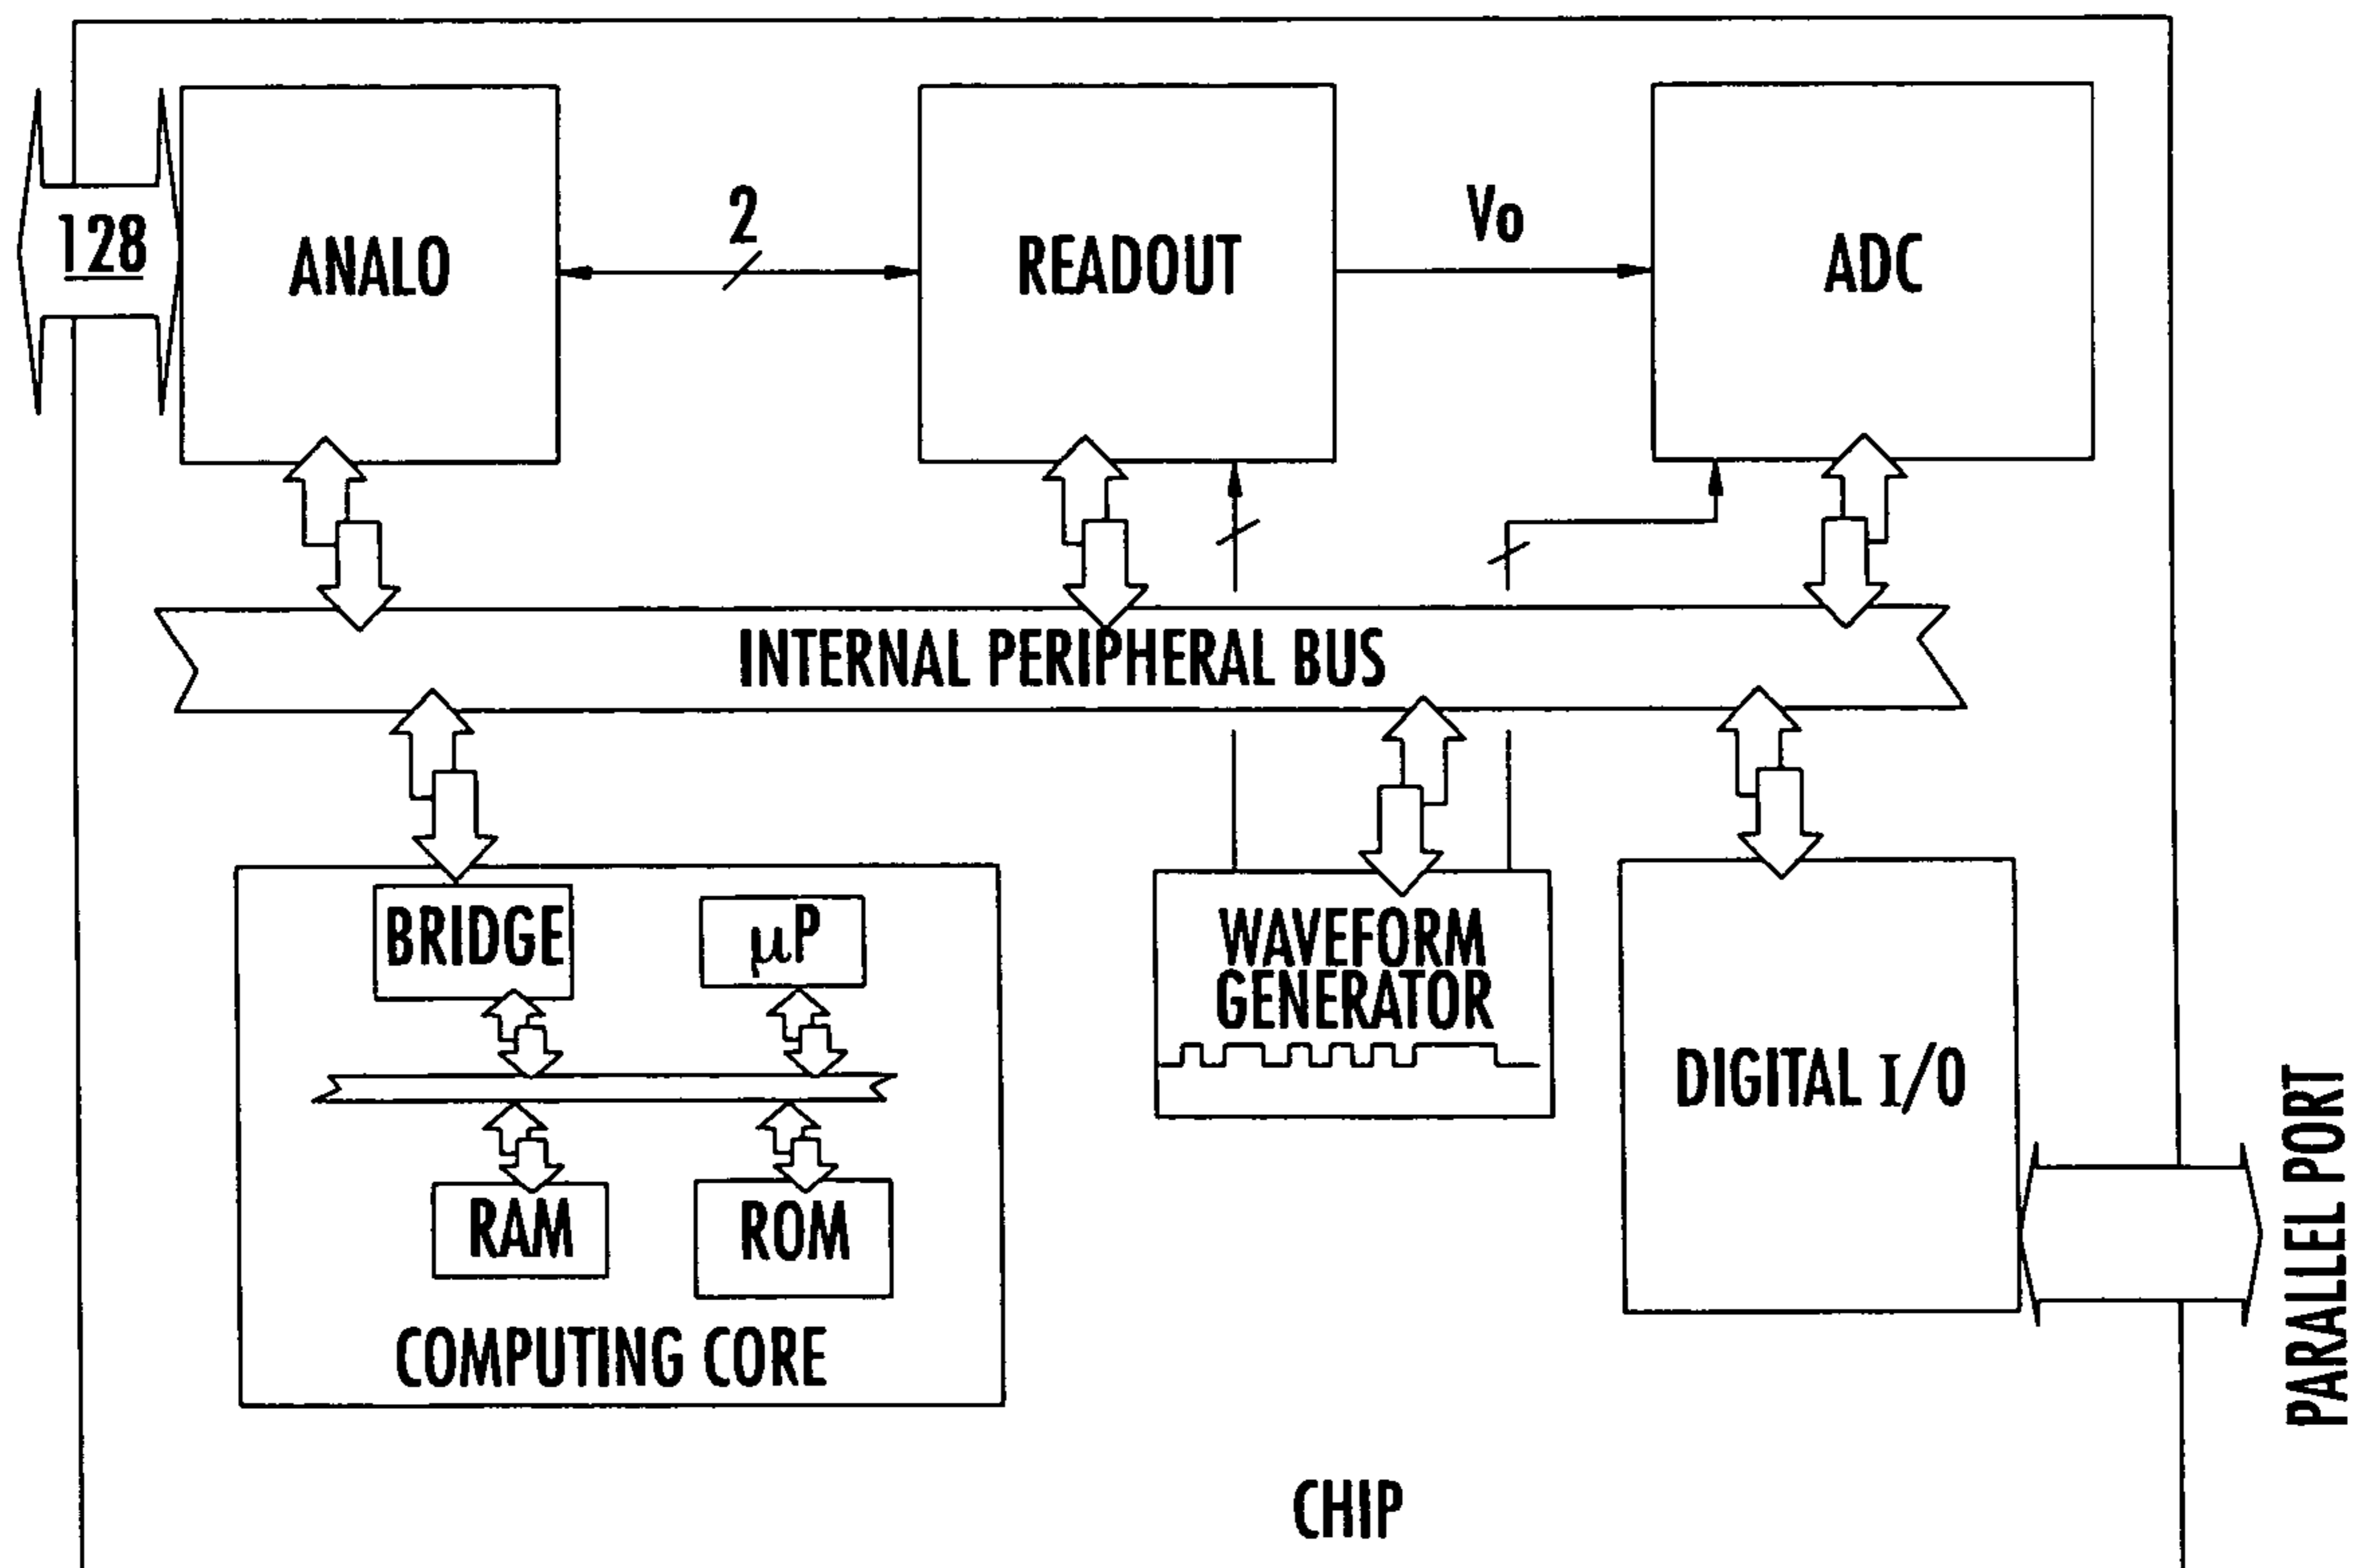 128
ANALO
2
READOUT
Vo
ADC
INTERNAL PERIPHERAL BUS
BRIDGE
μP
RAM
ROM
COMPUTING CORE
WAVEFORM
GENERATOR
DIGITAL I/O
PARALLEL PORT
CHIP